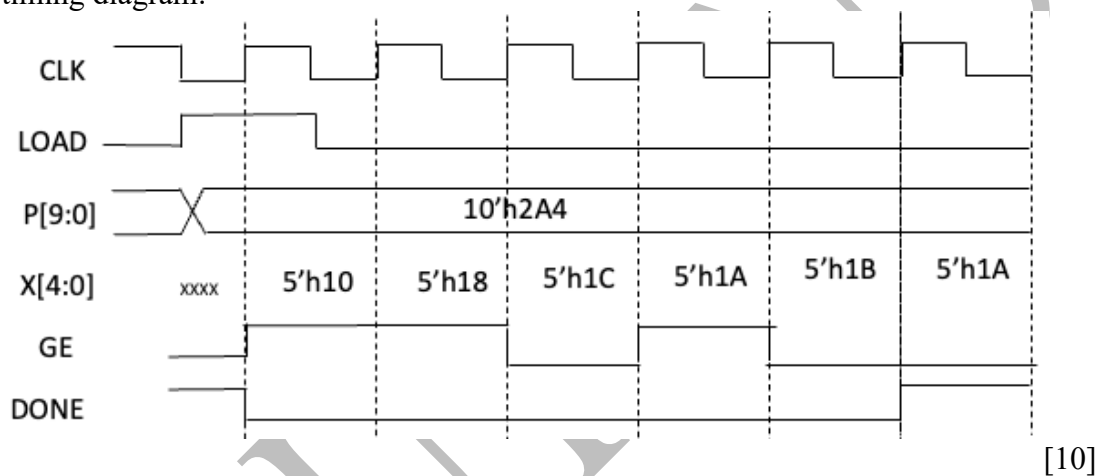 timing diagram.
CLK
LOAD
P[9:0] 10'h2A4
X[4:0] xxxx 5'h10 5'h18 5'h1C 5'h1A 5'h1B 5'h1A
GE
DONE
[10]